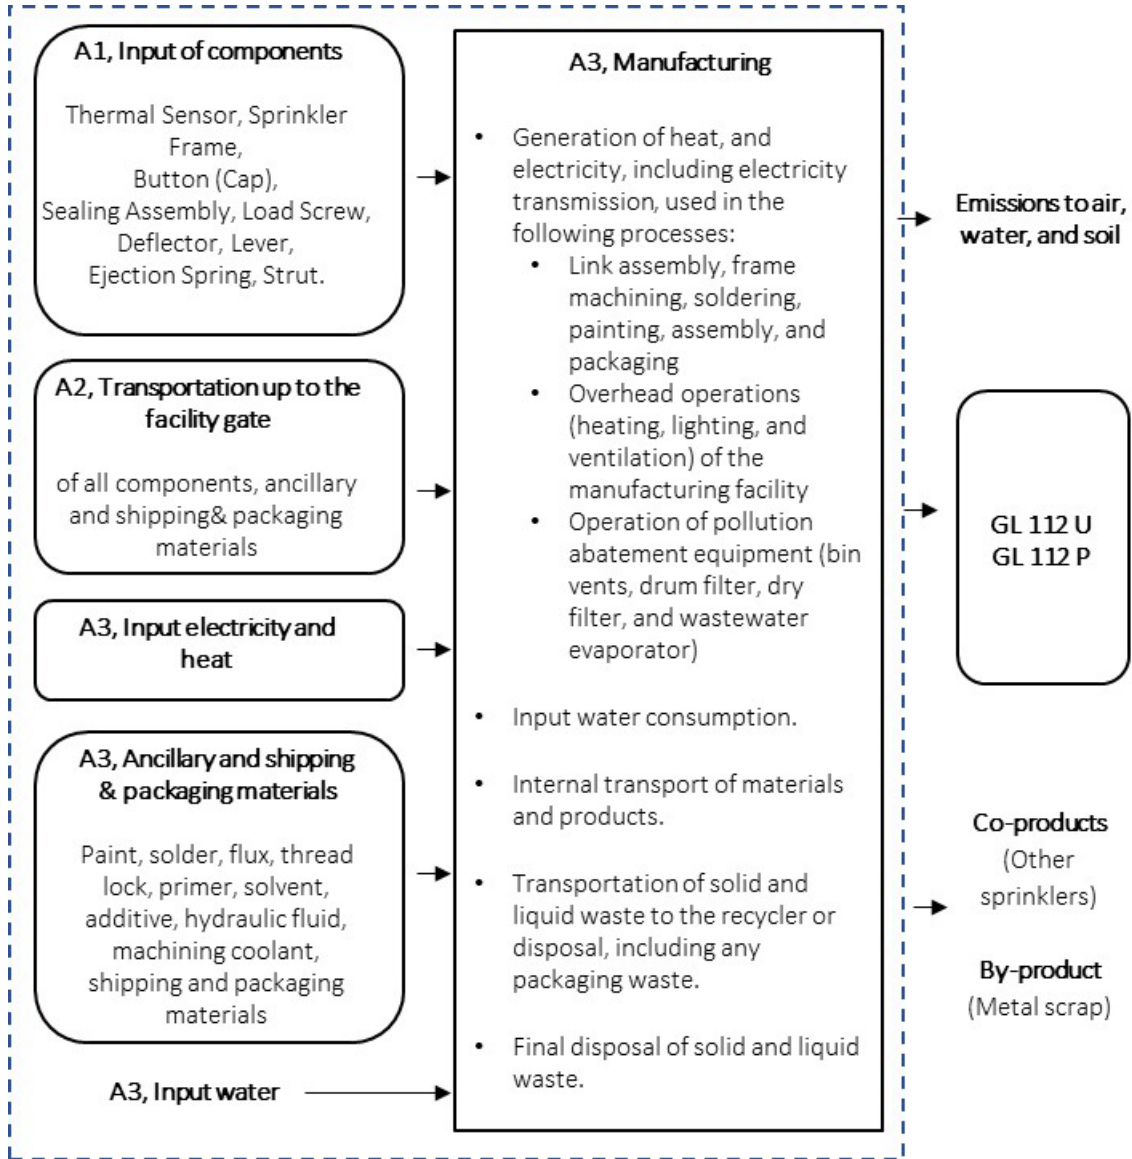 A1, Input of components
Thermal Sensor, Sprinkler
Frame,
Button (Cap),
Sealing Assembly, Load Screw,
Deflector, Lever,
Ejection Spring, Strut.
A2, Transportation up to the
facility gate
of all components, ancillary
and shipping& packaging
materials
A3, Input electricity and
heat
A3, Ancillary and shipping
& packaging materials
Paint, solder, flux, thread
lock, primer, solvent,
additive, hydraulic fluid,
machining coolant,
shipping and packaging
materials
A3, Input water
A3, Manufacturing
• Generation of heat, and
electricity, including electricity
transmission, used in the
following processes:
• Link assembly, frame
machining, soldering,
painting, assembly, and
packaging
• Overhead operations
(heating, lighting, and
ventilation) of the
manufacturing facility
• Operation of pollution
abatement equipment (bin
vents, drum filter, dry
filter, and wastewater
evaporator)
• Input water consumption.
• Internal transport of materials
and products.
• Transportation of solid and
liquid waste to the recycler or
disposal, including any
packaging waste.
• Final disposal of solid and liquid
waste.
Emissions to air,
water, and soil
GL 112 U
GL 112 P
Co-products
(Other
sprinklers)
By-product
(Metal scrap)